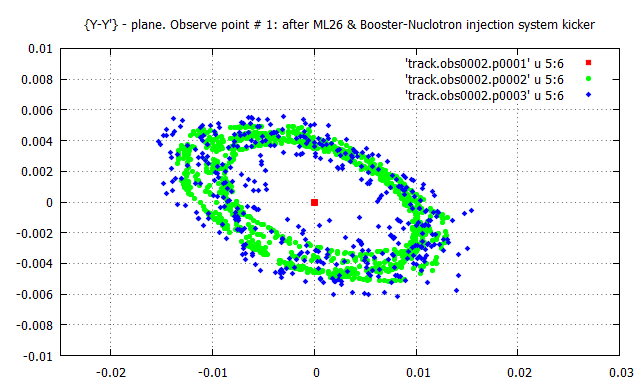 {Y-Y'} - plane. Observe point # 1: after ML26 & Booster-Nuclotron injection system kicker
0.01
'track.obs0002.p0001' u 5:6
0.008
'track.obs0002.p0002' u 5:6
0.006
'track.obs0002.p0003' u 5:6
0.004
0.002
0
-0.002
-0.004
-0.006
-0.008
-0.01
-0.02 -0.01 0 0.01 0.02 0.03